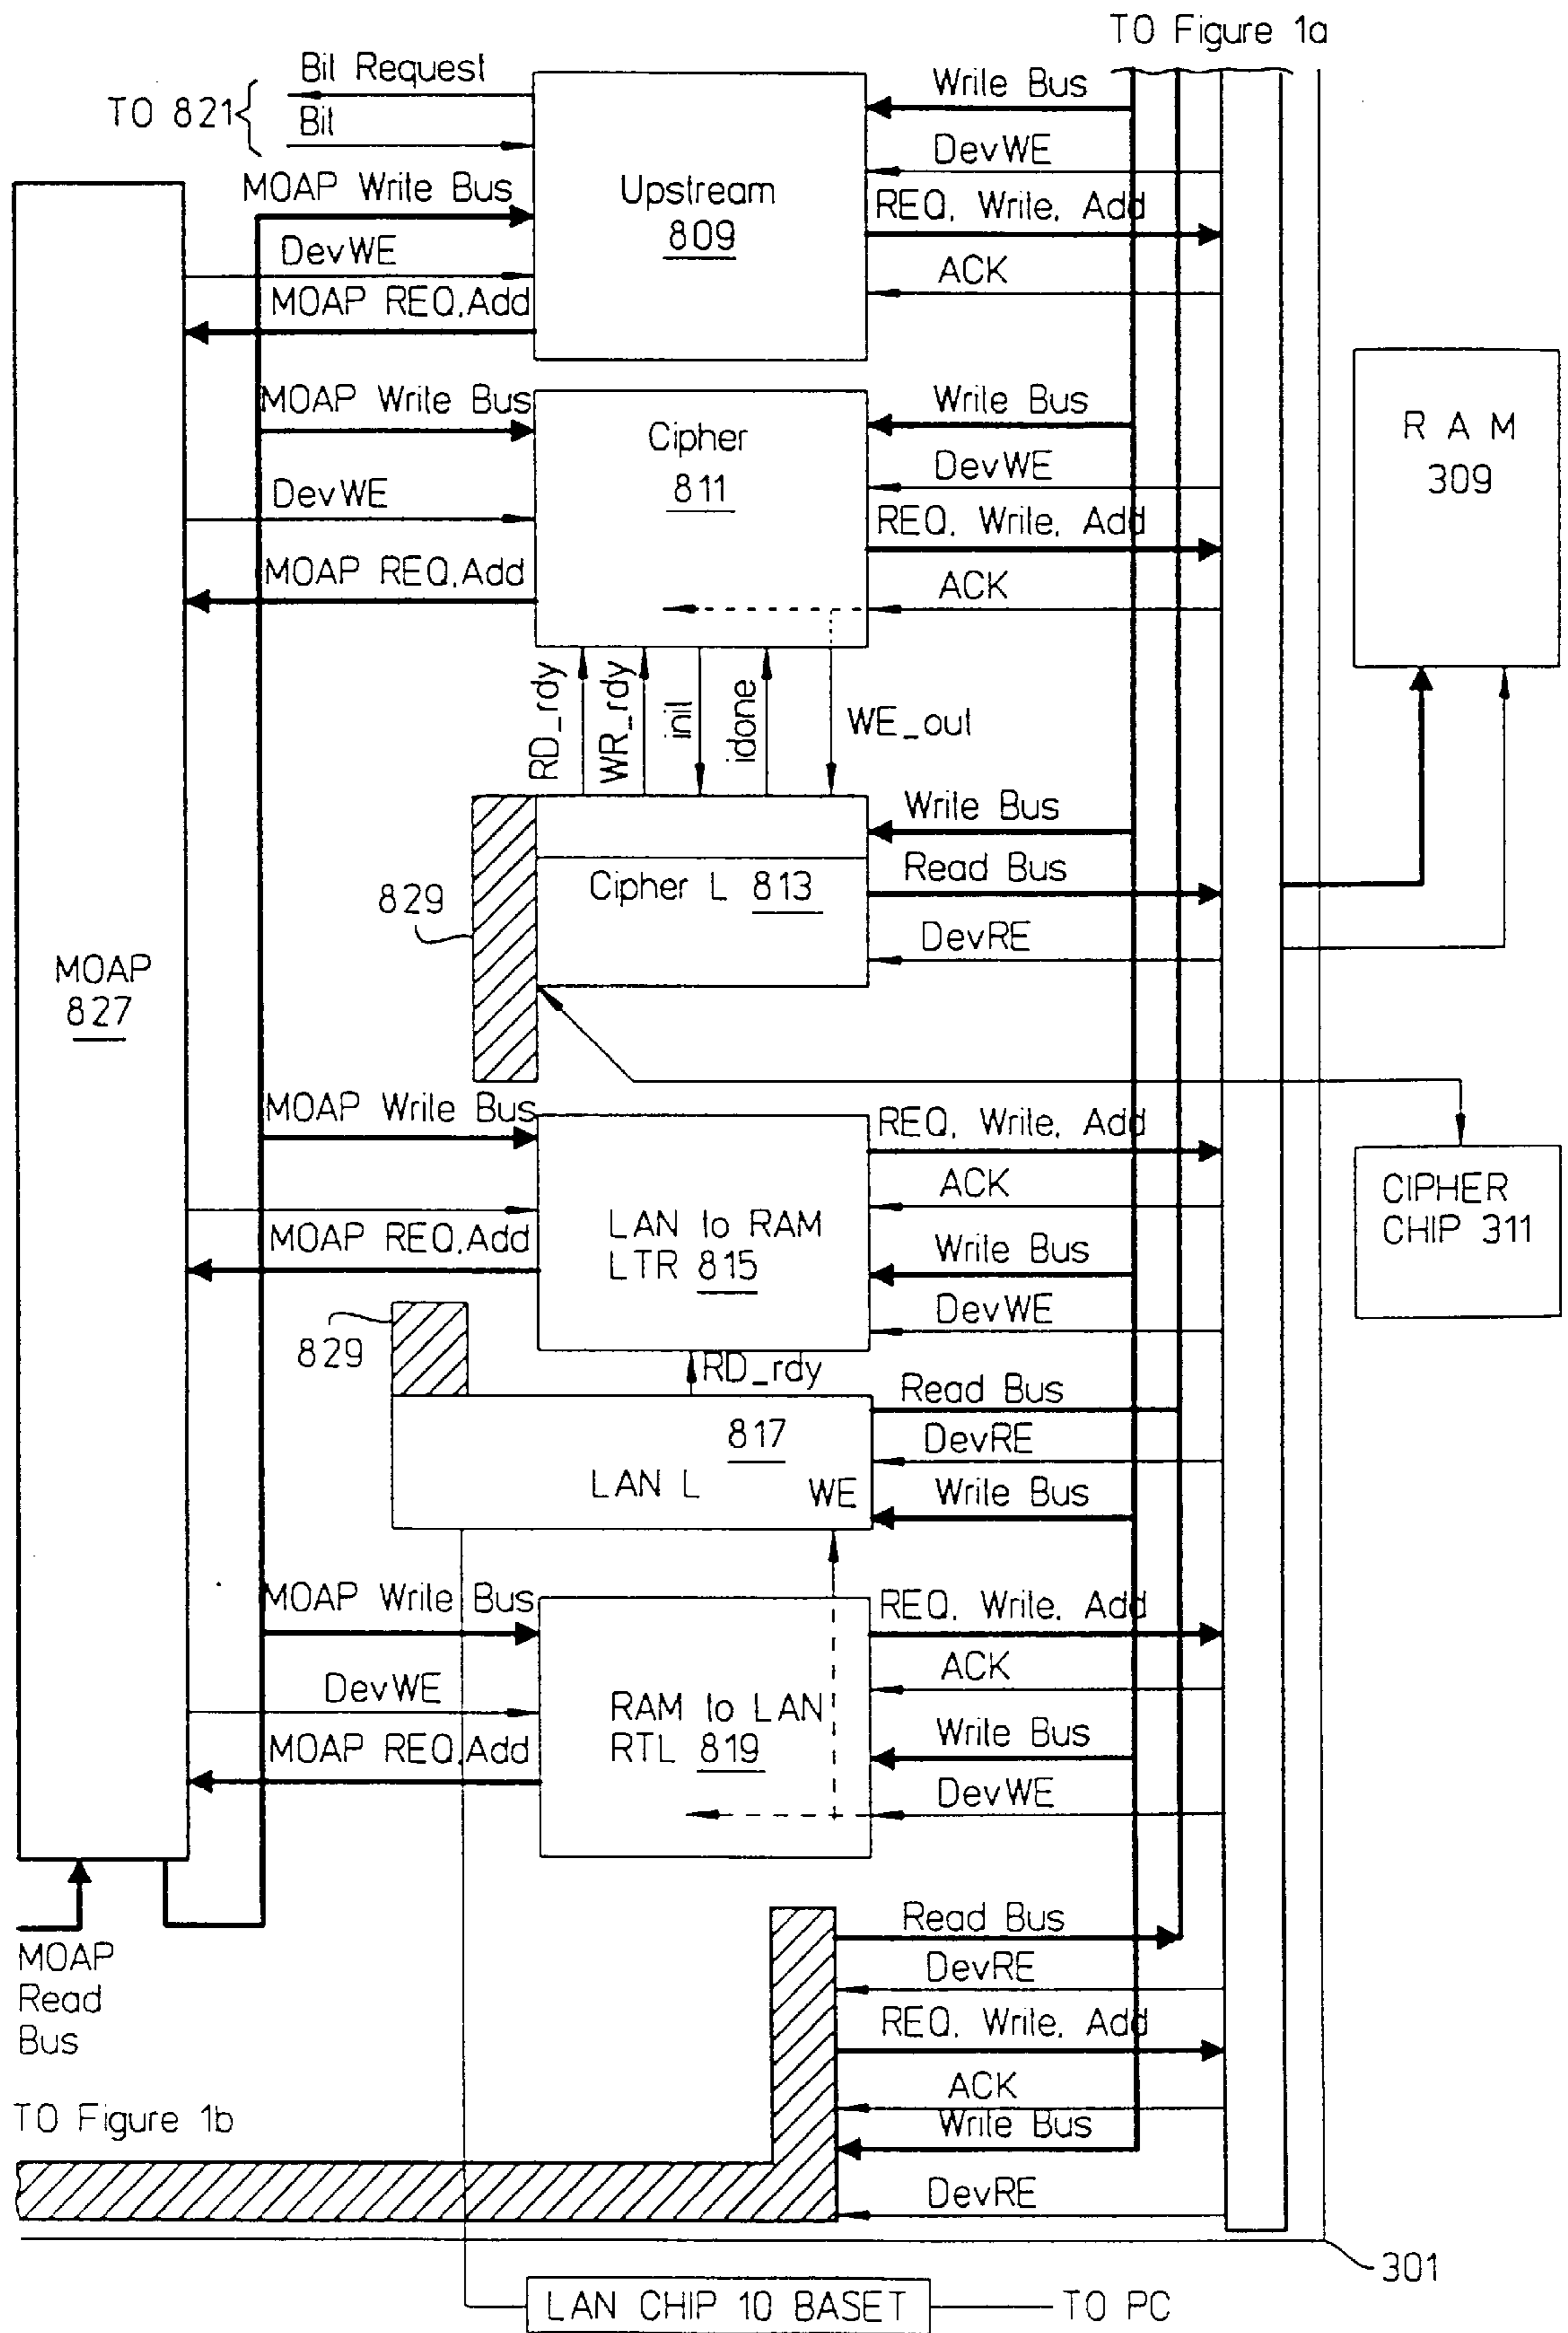 TO Figure 1a
Bit Request
TO 821
Bit
Write Bus
DevWE
MOAP Write Bus
Upstream
809
REQ, Write, Add
DevWE
ACK
MOAP REQ,Add
MOAP Write Bus
Write Bus
Cipher
811
R A M
309
DevWE
DevWE
REQ, Write, Add
MOAP REQ,Add
ACK
RD_rdy
WR_rdy
init
idone
WE_out
Write Bus
Cipher L 813
Read Bus
829
DevRE
MOAP
827
MOAP Write Bus
REQ, Write, Add
ACK
CIPHER
CHIP 311
LAN to RAM
LTR 815
MOAP REQ,Add
Write Bus
DevWE
829
RD_rdy
Read Bus
817
DevRE
LAN L
WE
Write Bus
MOAP Write Bus
REQ, Write, Add
ACK
DevWE
RAM to LAN
RTL 819
Write Bus
MOAP REQ,Add
DevWE
Read Bus
MOAP
Read
Bus
DevRE
REQ, Write, Add
ACK
TO Figure 1b
Write Bus
DevRE
301
LAN CHIP 10 BASET
TO PC